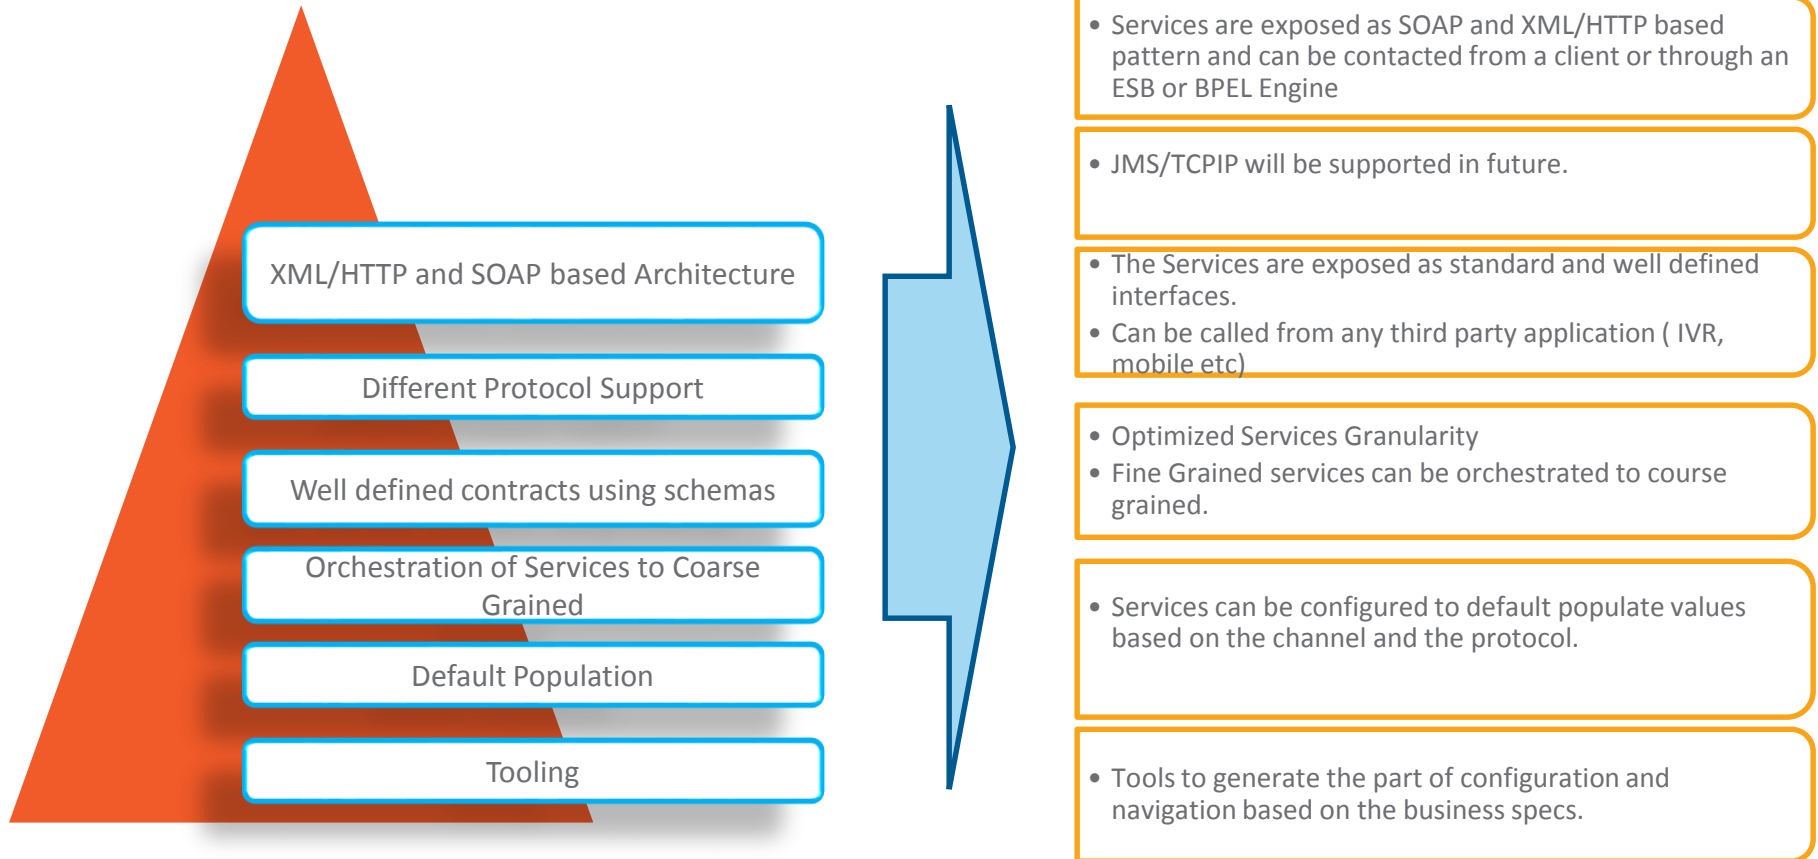 XML/HTTP and SOAP based Architecture
Different Protocol Support
Well defined contracts using schemas
Orchestration of Services to Coarse
Grained
Default Population
Tooling
• Services are exposed as SOAP and XML/HTTP based
pattern and can be contacted from a client or through an
ESB or BPEL Engine
• JMS/TCPIP will be supported in future.
• The Services are exposed as standard and well defined
interfaces.
• Can be called from any third party application ( IVR,
mobile etc)
• Optimized Services Granularity
• Fine Grained services can be orchestrated to course
grained.
• Services can be configured to default populate values
based on the channel and the protocol.
• Tools to generate the part of configuration and
navigation based on the business specs.